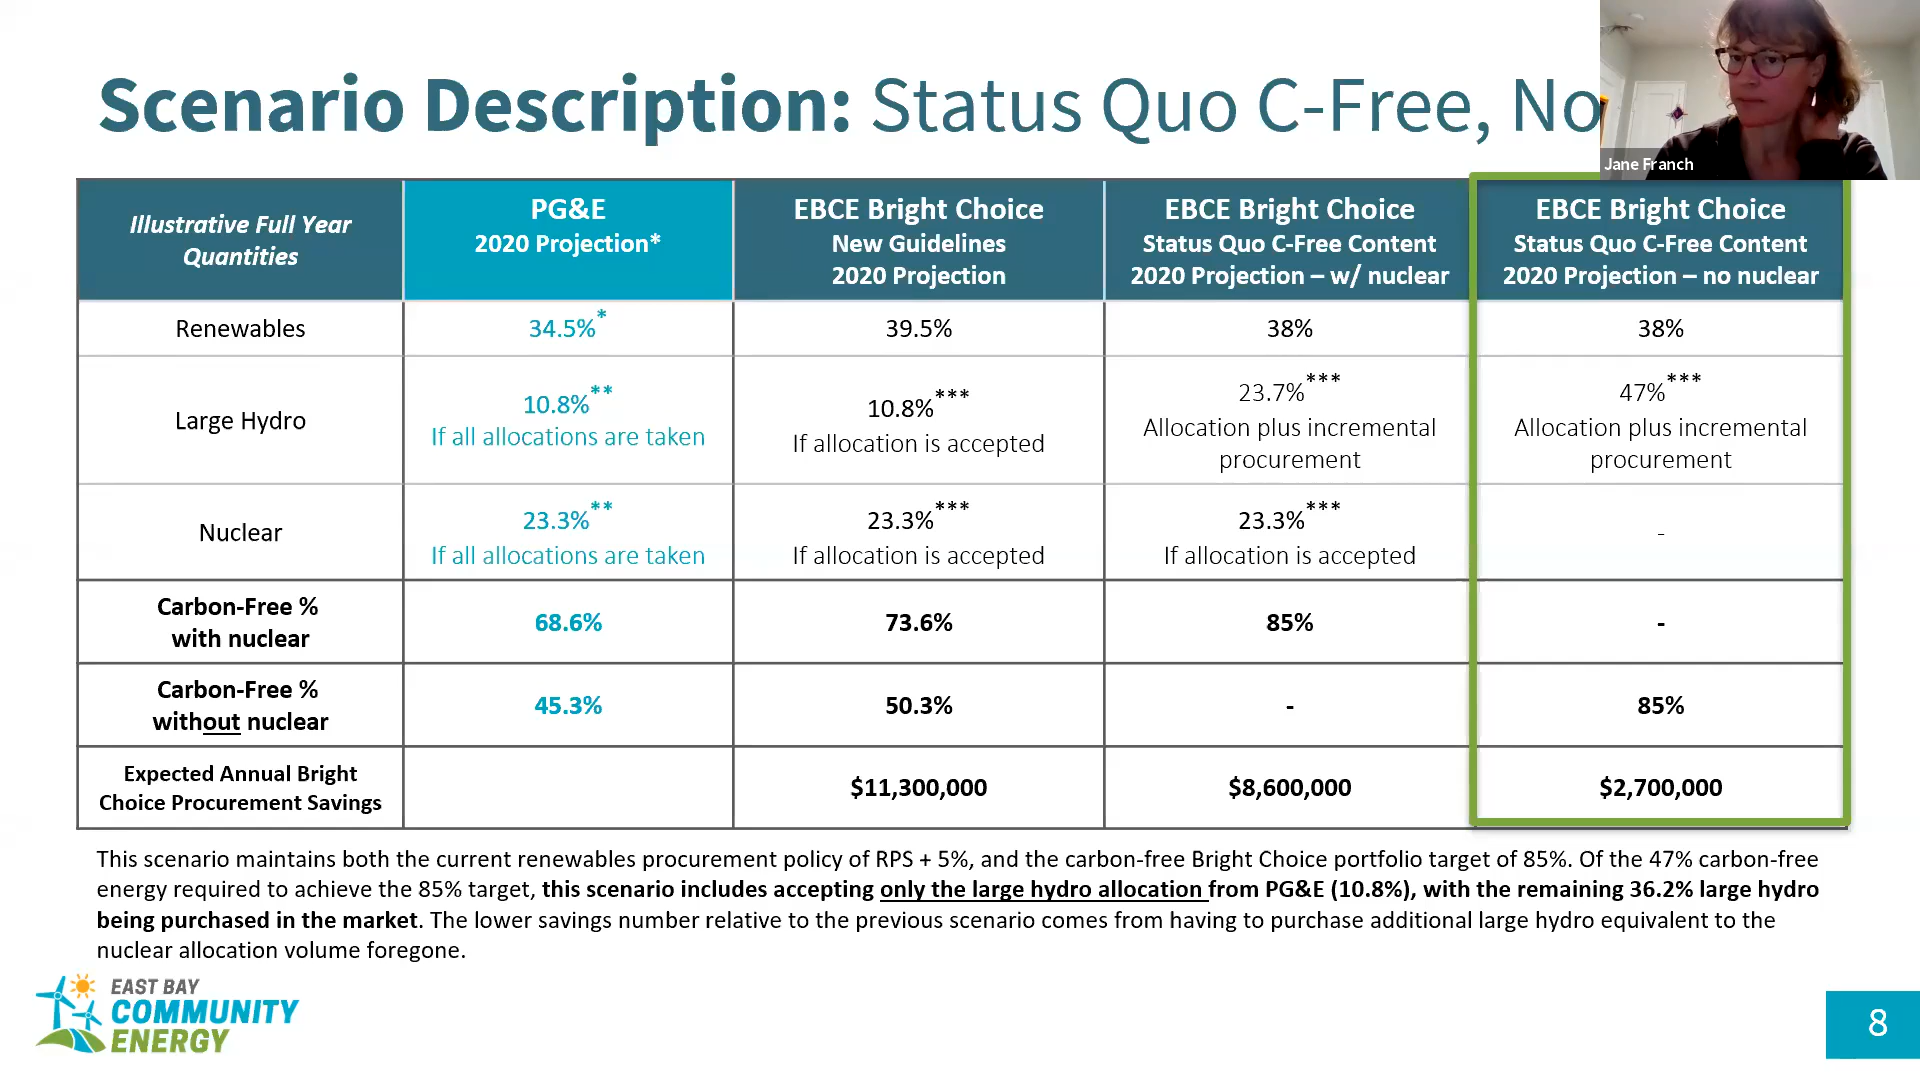 Scenario Description: Status Quo C-Free, No
Jane Franch
Illustrative Full Year
Quantities
PG&E
2020 Projection*
EBCE Bright Choice
New Guidelines
2020 Projection
EBCE Bright Choice
Status Quo C-Free Content
2020 Projection – w/ nuclear
EBCE Bright Choice
Status Quo C-Free Content
2020 Projection – no nuclear
Renewables
34.5%*
39.5%
38%
38%
Large Hydro
10.8%**
If all allocations are taken
10.8%***
If allocation is accepted
23.7%***
Allocation plus incremental
procurement
47%***
Allocation plus incremental
procurement
Nuclear
23.3%**
If all allocations are taken
23.3%***
If allocation is accepted
23.3%***
If allocation is accepted
-
Carbon-Free %
with nuclear
68.6%
73.6%
85%
-
Carbon-Free %
without nuclear
45.3%
50.3%
-
85%
Expected Annual Bright
Choice Procurement Savings
$11,300,000
$8,600,000
$2,700,000
This scenario maintains both the current renewables procurement policy of RPS + 5%, and the carbon-free Bright Choice portfolio target of 85%. Of the 47% carbon-free
energy required to achieve the 85% target, this scenario includes accepting only the large hydro allocation from PG&E (10.8%), with the remaining 36.2% large hydro
being purchased in the market. The lower savings number relative to the previous scenario comes from having to purchase additional large hydro equivalent to the
nuclear allocation volume foregone.
EAST BAY
COMMUNITY
ENERGY
8